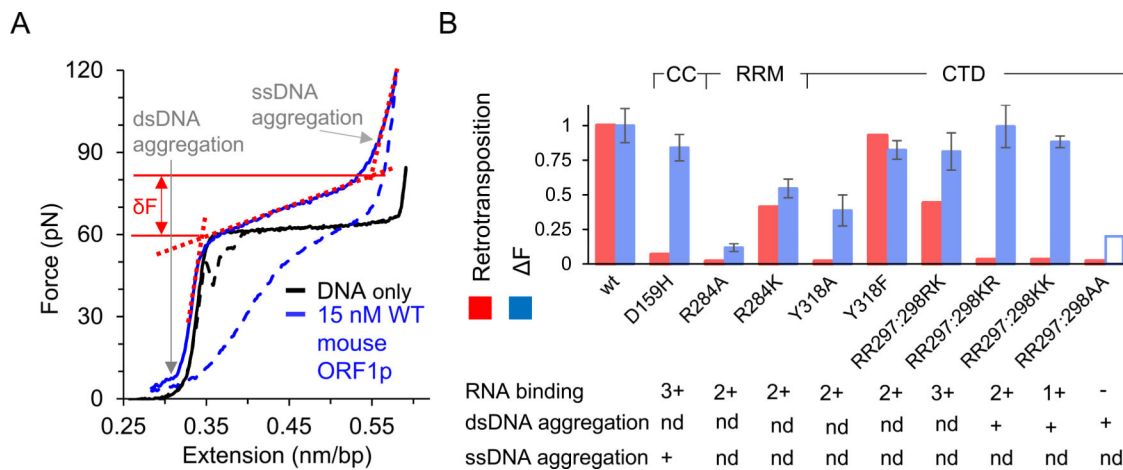 A
120
90
60
30
0
Force (pN)
0.25
0.35
0.45
0.55
Extension (nm/bp)
dsDNA
aggregation
ssDNA
aggregation
δF
DNA only
15 nM WT
mouse
ORF1p
B
CC
RRM
CTD
1
0.75
0.5
0.25
0
Retrotransposition
ΔF
wt
D159H
R284A
R284K
Y318A
Y318F
RR297:298RK
RR297:298KR
RR297:298KK
RR297:298AA
RNA binding 3+ 2+ 2+ 2+ 2+ 3+ 2+ 1+ -
dsDNA aggregation nd nd nd nd nd nd + + +
ssDNA aggregation + nd nd nd nd nd nd nd nd